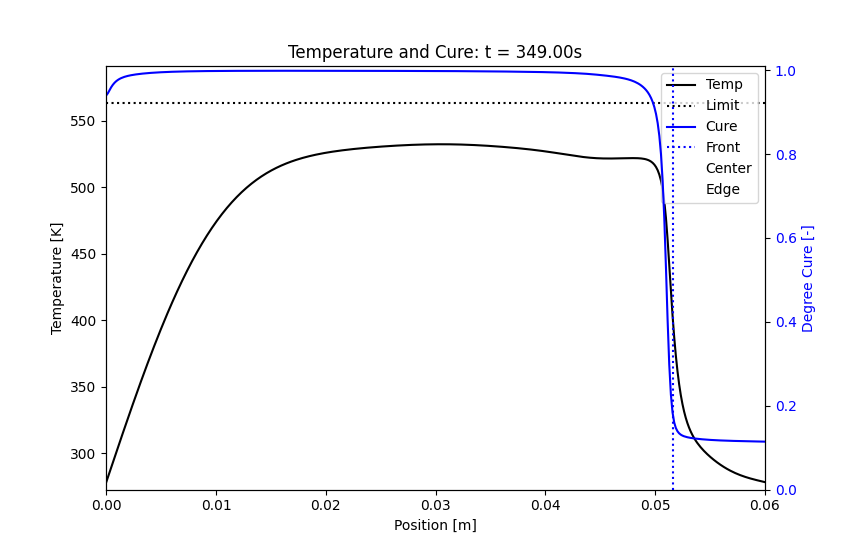 Temperature and Cure: t = 349.00s
Temp
Limit
Cure
Front
Center
Edge
550
500
450
400
350
300
Temperature [K]
1.0
0.8
0.6
0.4
0.2
0.0
Degree Cure [-]
0.00 0.01 0.02 0.03 0.04 0.05 0.06
Position [m]